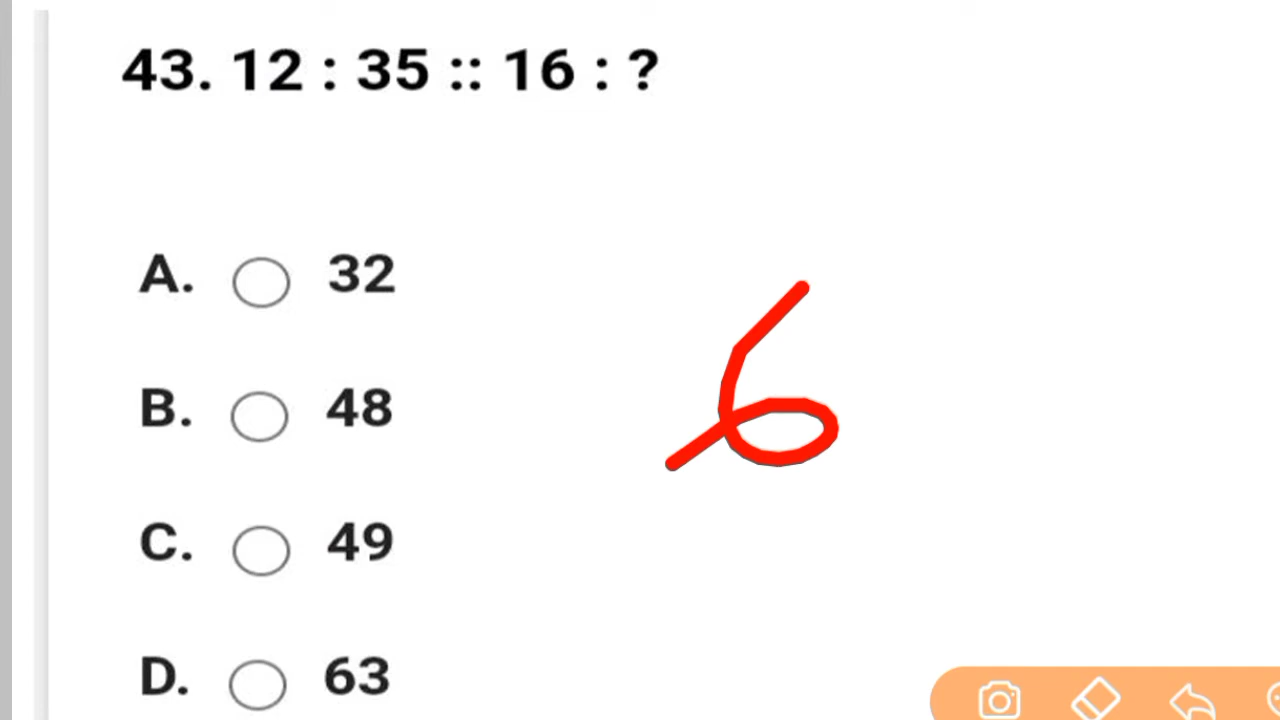 43. 12 : 35 :: 16 : ?
A. 32
B. 48
C. 49
D. 63
6